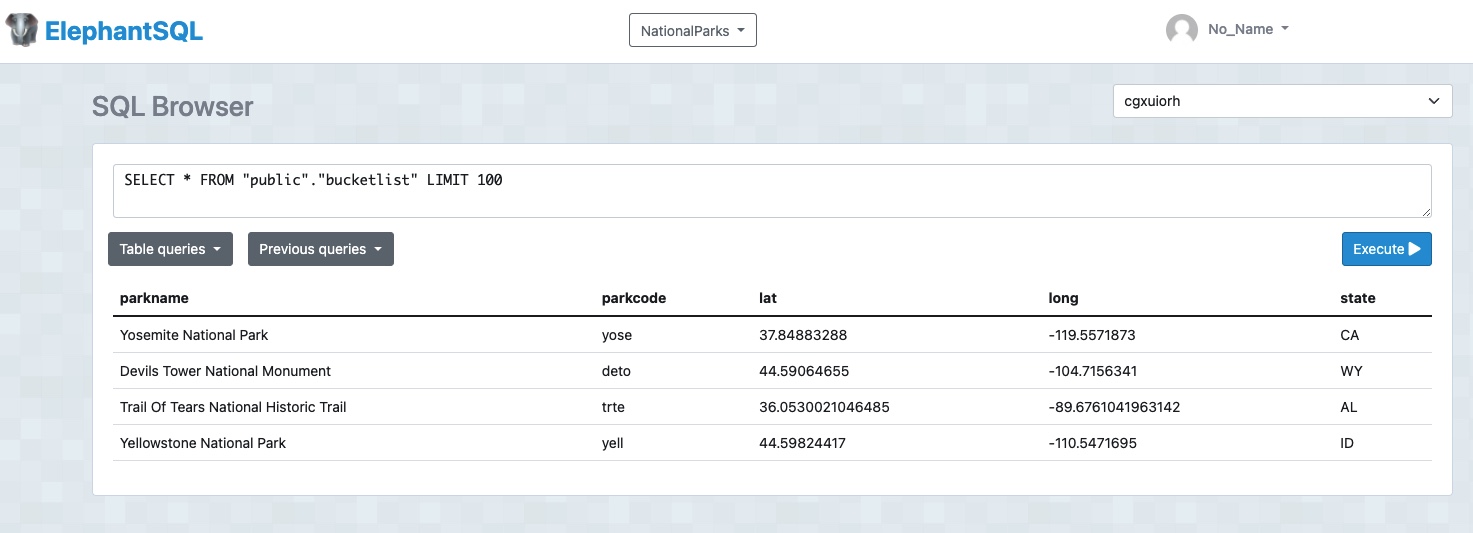 ElephantSQL NationalParks No_Name
SQL Browser cgxuiorh
SELECT * FROM "public"."bucketlist" LIMIT 100
Table queries Previous queries Execute
parkname parkcode lat long state
Yosemite National Park yose 37.84883288 -119.5571873 CA
Devils Tower National Monument deto 44.59064655 -104.7156341 WY
Trail Of Tears National Historic Trail trte 36.0530021046485 -89.6761041963142 AL
Yellowstone National Park yell 44.59824417 -110.5471695 ID